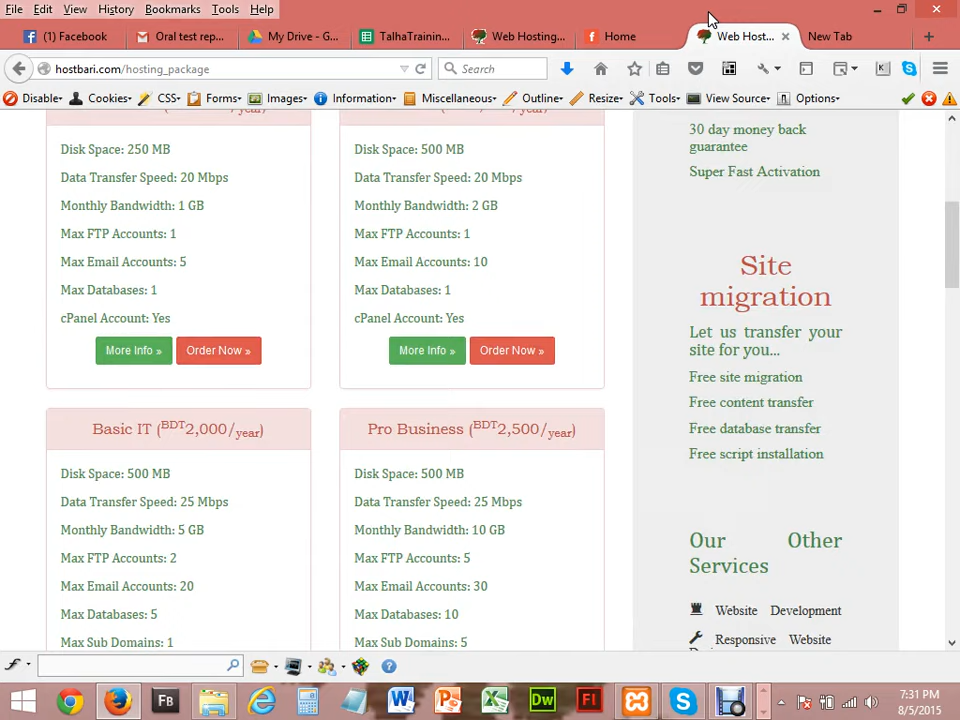 File Edit View History Bookmarks Tools Help
(1) Facebook
Oral test rep...
My Drive - G...
TalhaTrainin...
Web Hosting...
Home
Web Host...
New Tab
hostbari.com/hosting_package
Search
Disable Cookies CSS Forms Images Information Miscellaneous Outline Resize Tools View Source Options
Disk Space: 250 MB
Data Transfer Speed: 20 Mbps
Monthly Bandwidth: 1 GB
Max FTP Accounts: 1
Max Email Accounts: 5
Max Databases: 1
cPanel Account: Yes
More Info »
Order Now »
Disk Space: 500 MB
Data Transfer Speed: 20 Mbps
Monthly Bandwidth: 2 GB
Max FTP Accounts: 1
Max Email Accounts: 10
Max Databases: 1
cPanel Account: Yes
More Info »
Order Now »
Basic IT (BDT2,000/year)
Disk Space: 500 MB
Data Transfer Speed: 25 Mbps
Monthly Bandwidth: 5 GB
Max FTP Accounts: 2
Max Email Accounts: 20
Max Databases: 5
Max Sub Domains: 1
Pro Business (BDT2,500/year)
Disk Space: 500 MB
Data Transfer Speed: 25 Mbps
Monthly Bandwidth: 10 GB
Max FTP Accounts: 5
Max Email Accounts: 30
Max Databases: 10
Max Sub Domains: 5
30 day money back
guarantee
Super Fast Activation
Site
migration
Let us transfer your
site for you...
Free site migration
Free content transfer
Free database transfer
Free script installation
Our Other
Services
Website Development
Responsive Website
7:31 PM
8/5/2015